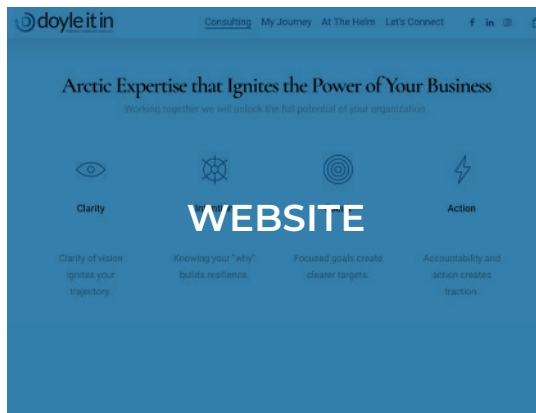 doyle it in
Consulting My Journey At The Helm Let's Connect
Arctic Expertise that Ignites the Power of Your Business
Working together we will unlock the full potential of your organization.
Clarity Action
WEBSITE
Clarity of vision Knowing your "why" Focused goals create Accountability and
ignites your builds resilience. clearer targets. action creates
trajectory. traction.